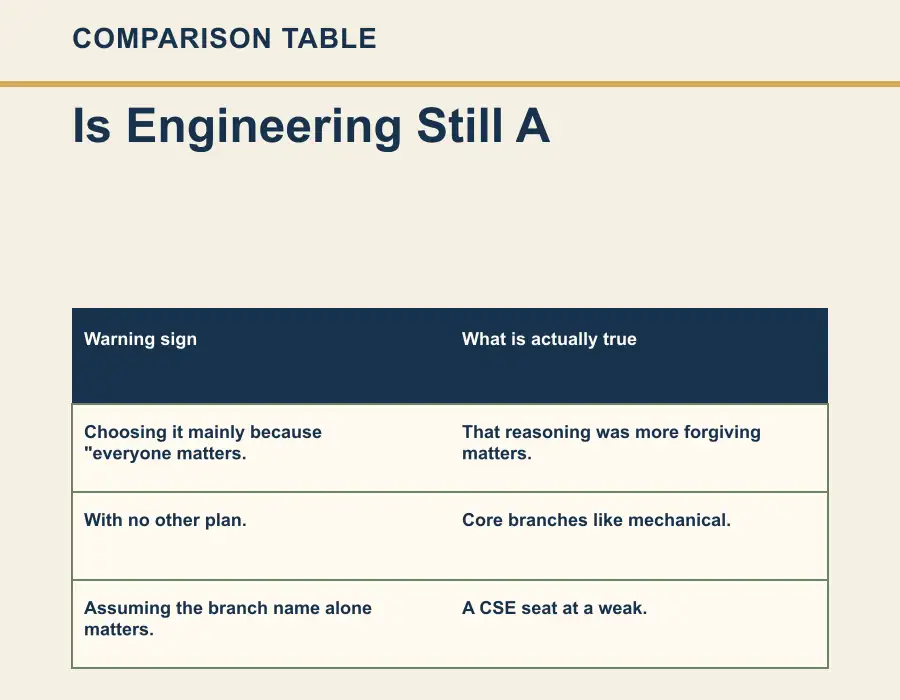 COMPARISON TABLE
Is Engineering Still A
Warning sign
What is actually true
Choosing it mainly because
"everyone matters.
That reasoning was more forgiving
matters.
With no other plan.
Core branches like mechanical.
Assuming the branch name alone
matters.
A CSE seat at a weak.